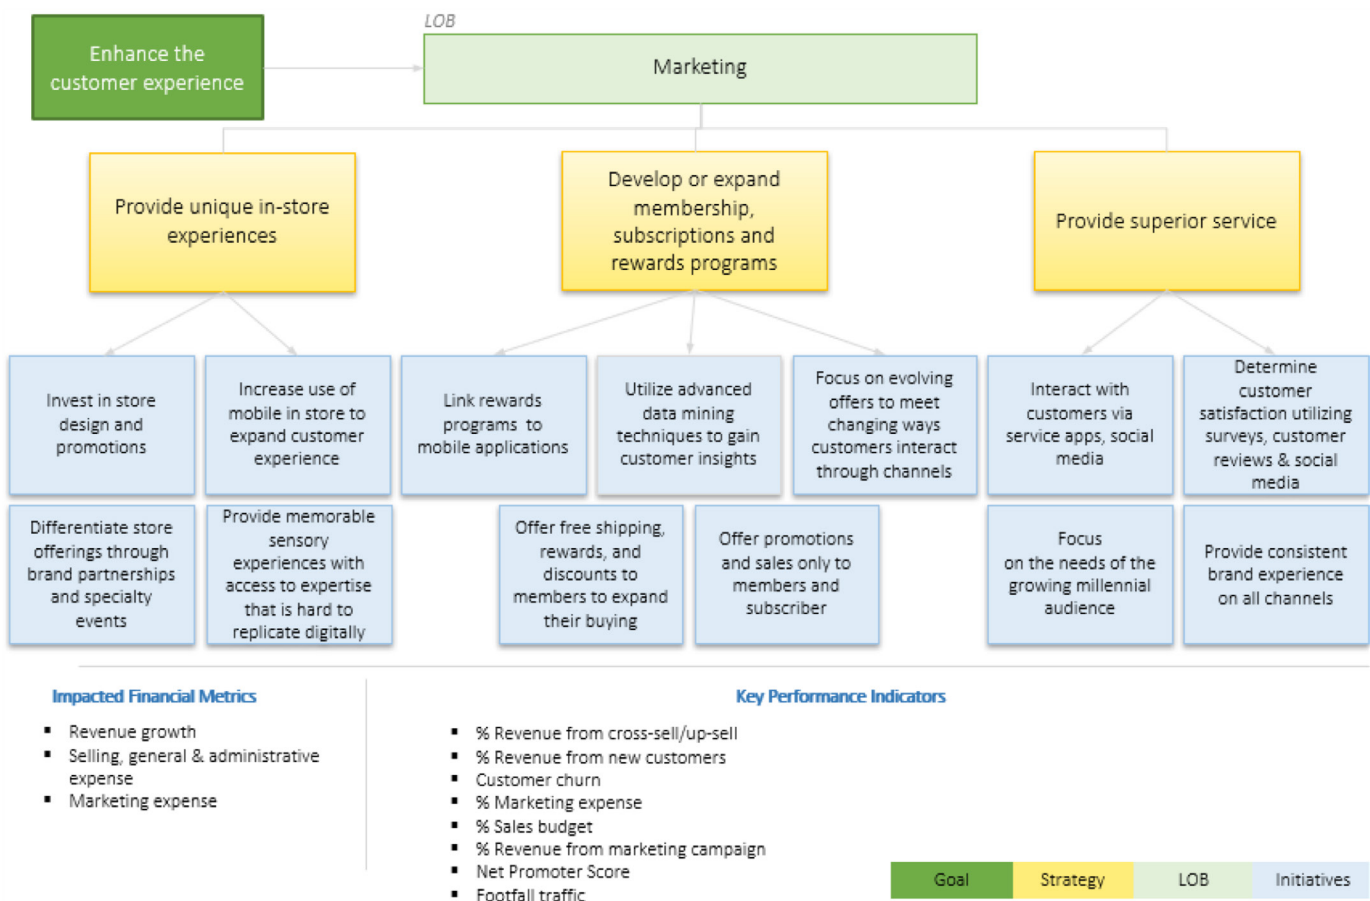 LOB
Enhance the
customer experience
Marketing
Provide unique in-store
experiences
Develop or expand
membership,
subscriptions and
rewards programs
Provide superior service
Invest in store
design and
promotions
Increase use of
mobile in store to
expand customer
experience
Link rewards
programs to
mobile applications
Utilize advanced
data mining
techniques to gain
customer insights
Focus on evolving
offers to meet
changing ways
customers interact
through channels
Interact with
customers via
service apps, social
media
Determine
customer
satisfaction utilizing
surveys, customer
reviews & social
media
Differentiate store
offerings through
brand partnerships
and specialty
events
Provide memorable
sensory
experiences with
access to expertise
that is hard to
replicate digitally
Offer free shipping,
rewards, and
discounts to
members to expand
their buying
Offer promotions
and sales only to
members and
subscriber
Focus
on the needs of the
growing millennial
audience
Provide consistent
brand experience
on all channels
Impacted Financial Metrics
▪ Revenue growth
▪ Selling, general & administrative
expense
▪ Marketing expense
Key Performance Indicators
▪ % Revenue from cross-sell/up-sell
▪ % Revenue from new customers
▪ Customer churn
▪ % Marketing expense
▪ % Sales budget
▪ % Revenue from marketing campaign
▪ Net Promoter Score
▪ Footfall traffic
Goal Strategy LOB Initiatives